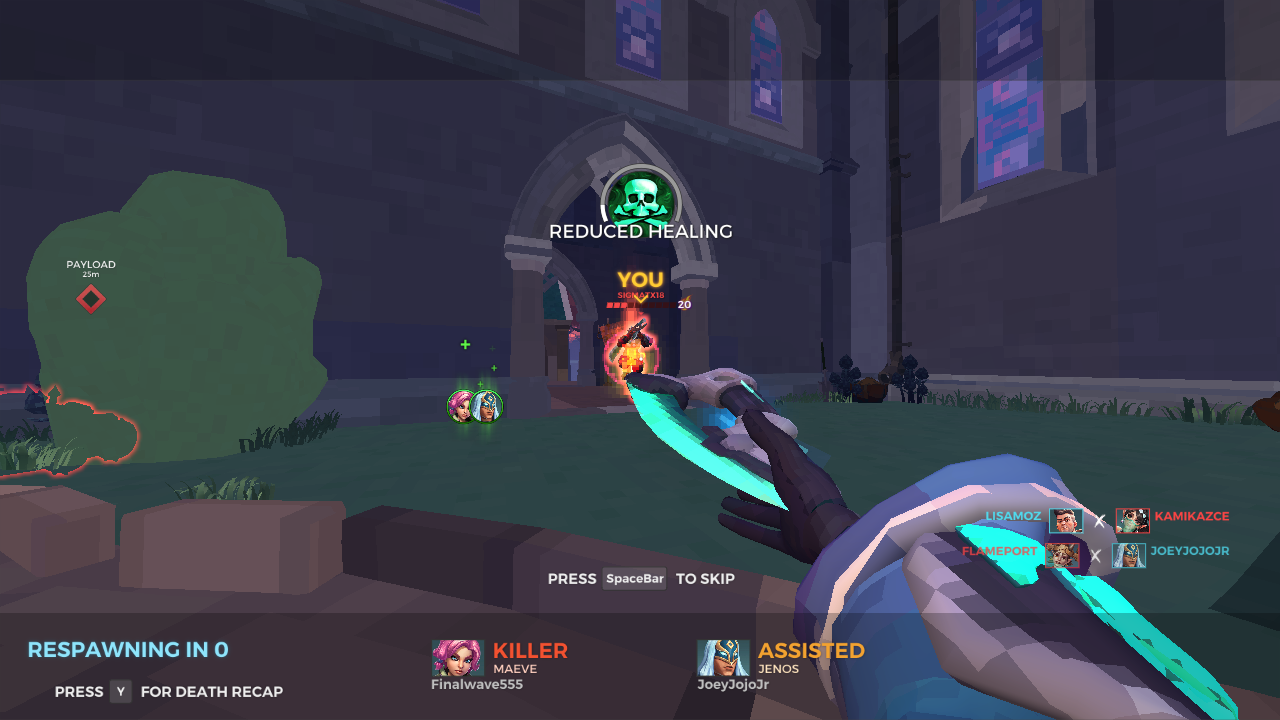 REDUCED HEALING
PAYLOAD
25m
YOU
SIGMATX18
20
LISAMOZ X KAMIKAZCE
FLAMEPORT X JOEYJOJOJR
PRESS SpaceBar TO SKIP
RESPAWNING IN 0
PRESS Y FOR DEATH RECAP
KILLER
MAEVE
Finalwave555
ASSISTED
JENOS
JoeyJojoJr